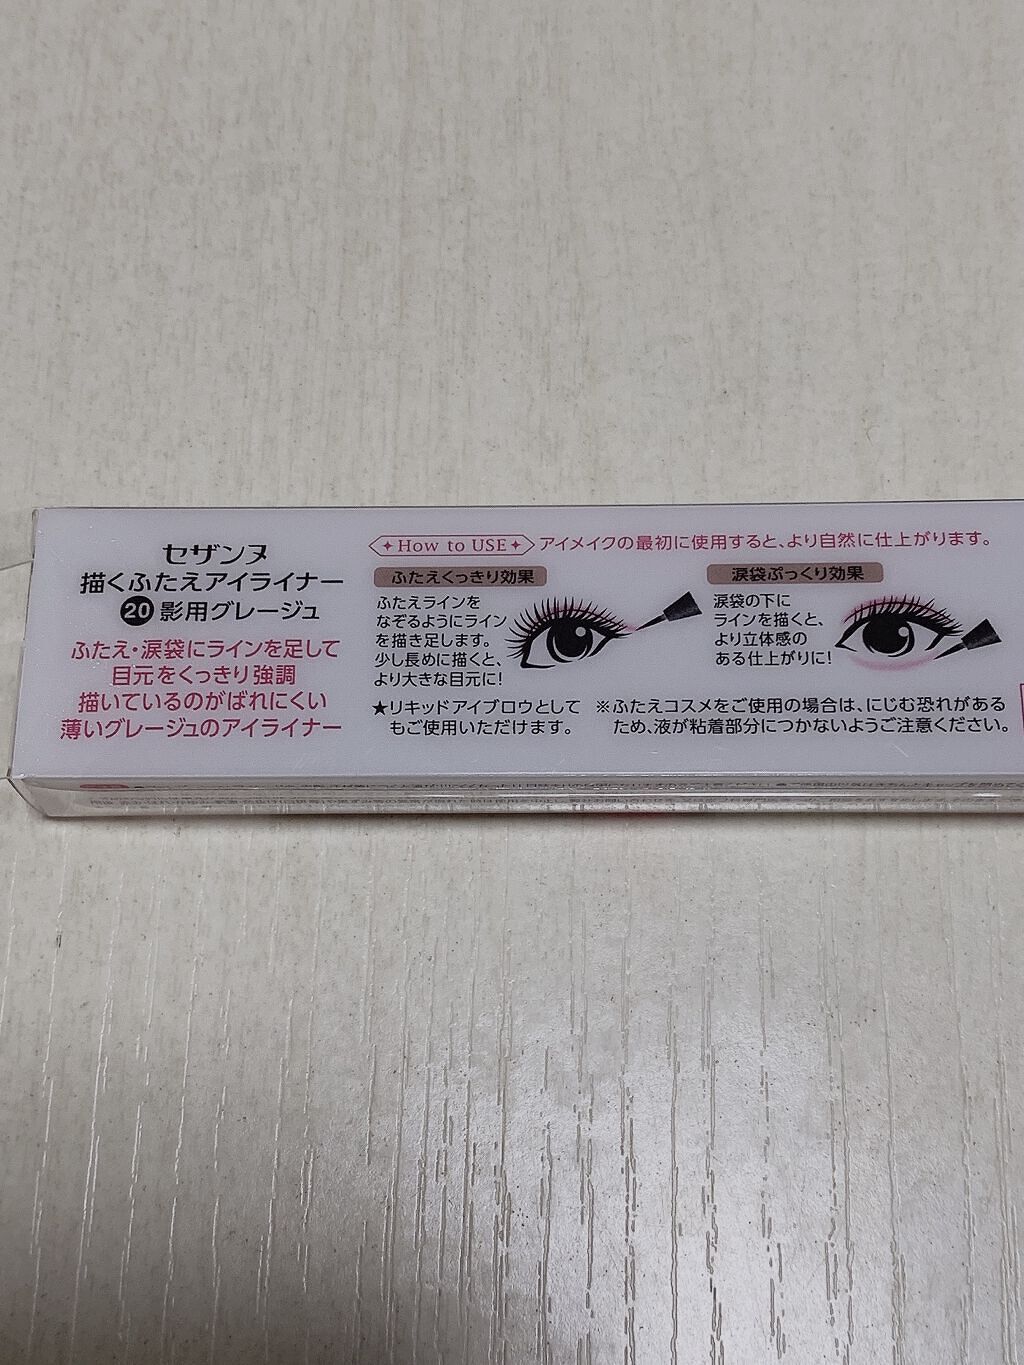 セザンヌ
描くふたえアイライナー
20 影用グレージュ
ふたえ・涙袋にラインを足して
目元をくっきり強調
描いているのがばれにくい
薄いグレージュのアイライナー
How to USE アイメイクの最初に使用すると、より自然に仕上がります。
ふたえくっきり効果
ふたえラインを
なぞるようにライン
を描き足します。
少し長めに描くと、
より大きな目元に!
★リキッドアイブロウとして
もご使用いただけます。
涙袋ぷっくり効果
涙袋の下に
ラインを描くと、
より立体感の
ある仕上がりに!
※ふたえコスメをご使用の場合は、にじむ恐れがある
ため、液が粘着部分につかないようご注意ください。